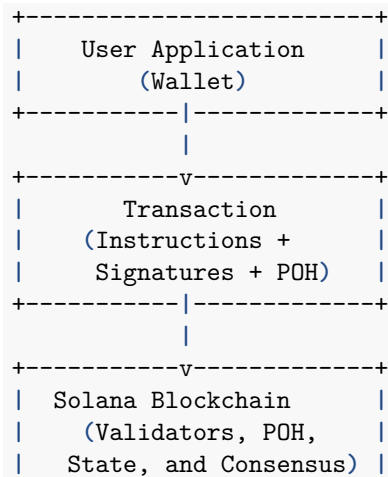 +---------------------------+
|     User Application      |
|         (Wallet)          |
+-----------|---------------+
            |
+-----------v---------------+
|        Transaction        |
|     (Instructions +       |
|      Signatures + POH)    |
+-----------|---------------+
            |
+-----------v---------------+
|   Solana Blockchain       |
|     (Validators, POH,     |
|    State, and Consensus)  |